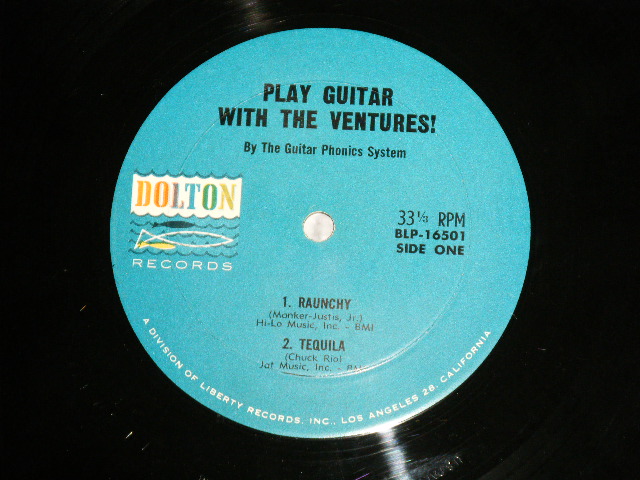 PLAY GUITAR
WITH THE VENTURES!
By The Guitar Phonics System
DOLTON
RECORDS
33⅓ RPM
BLP-16501
SIDE ONE
1. RAUNCHY
(Manker-Justis, Jr.)
Hi-Lo Music, Inc. - BMI
2. TEQUILA
(Chuck Rio)
Jat Music, Inc. - BMI
A DIVISION OF LIBERTY RECORDS, INC., LOS ANGELES 28, CALIFORNIA